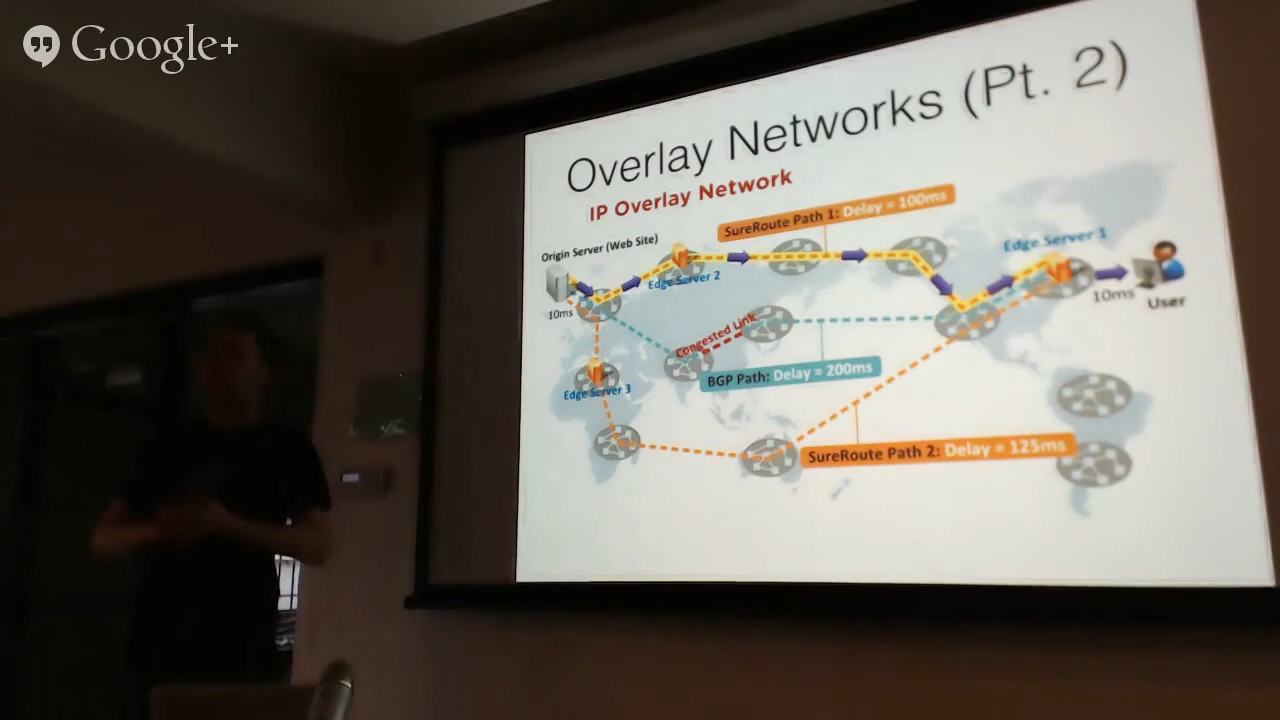 Google+
Overlay Networks (Pt. 2)
IP Overlay Network
SureRoute Path 1: Delay = 100ms
Origin Server (Web Site)
Edge Server 1
Edge Server 2
10ms
10ms
User
Congested Link
BGP Path: Delay = 200ms
Edge Server 3
SureRoute Path 2: Delay = 125ms